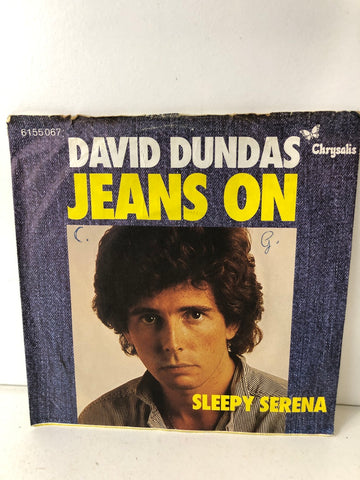 6155 067
DAVID DUNDAS
Chrysalis
JEANS ON
C. G.
SLEEPY SERENA